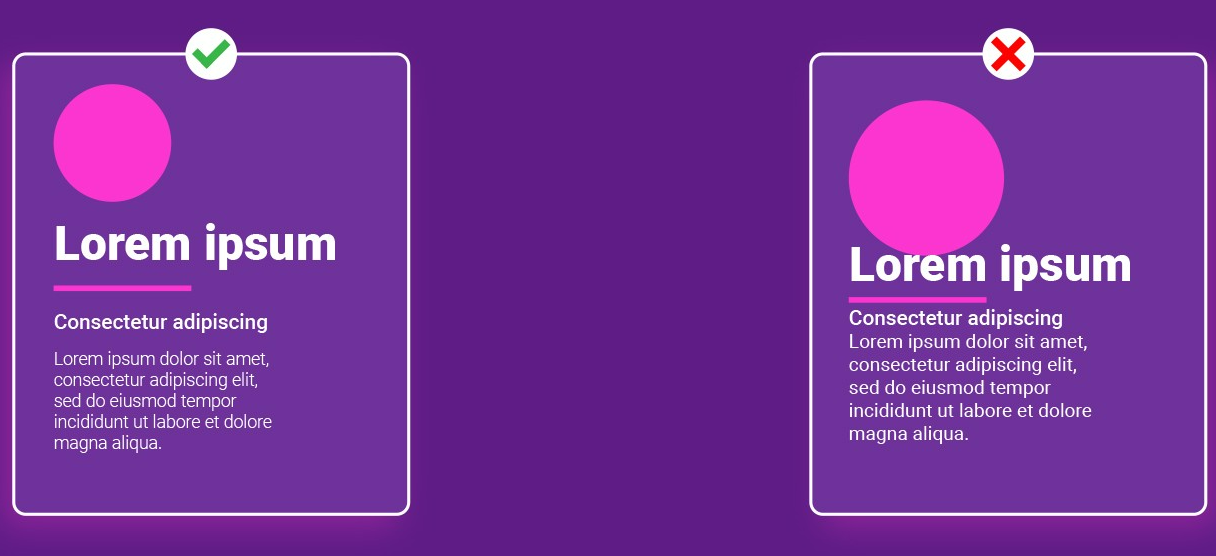 Lorem ipsum
Consectetur adipiscing
Lorem ipsum dolor sit amet,
consectetur adipiscing elit,
sed do eiusmod tempor
incididunt ut labore et dolore
magna aliqua.
Lorem ipsum
Consectetur adipiscing
Lorem ipsum dolor sit amet,
consectetur adipiscing elit,
sed do eiusmod tempor
incididunt ut labore et dolore
magna aliqua.